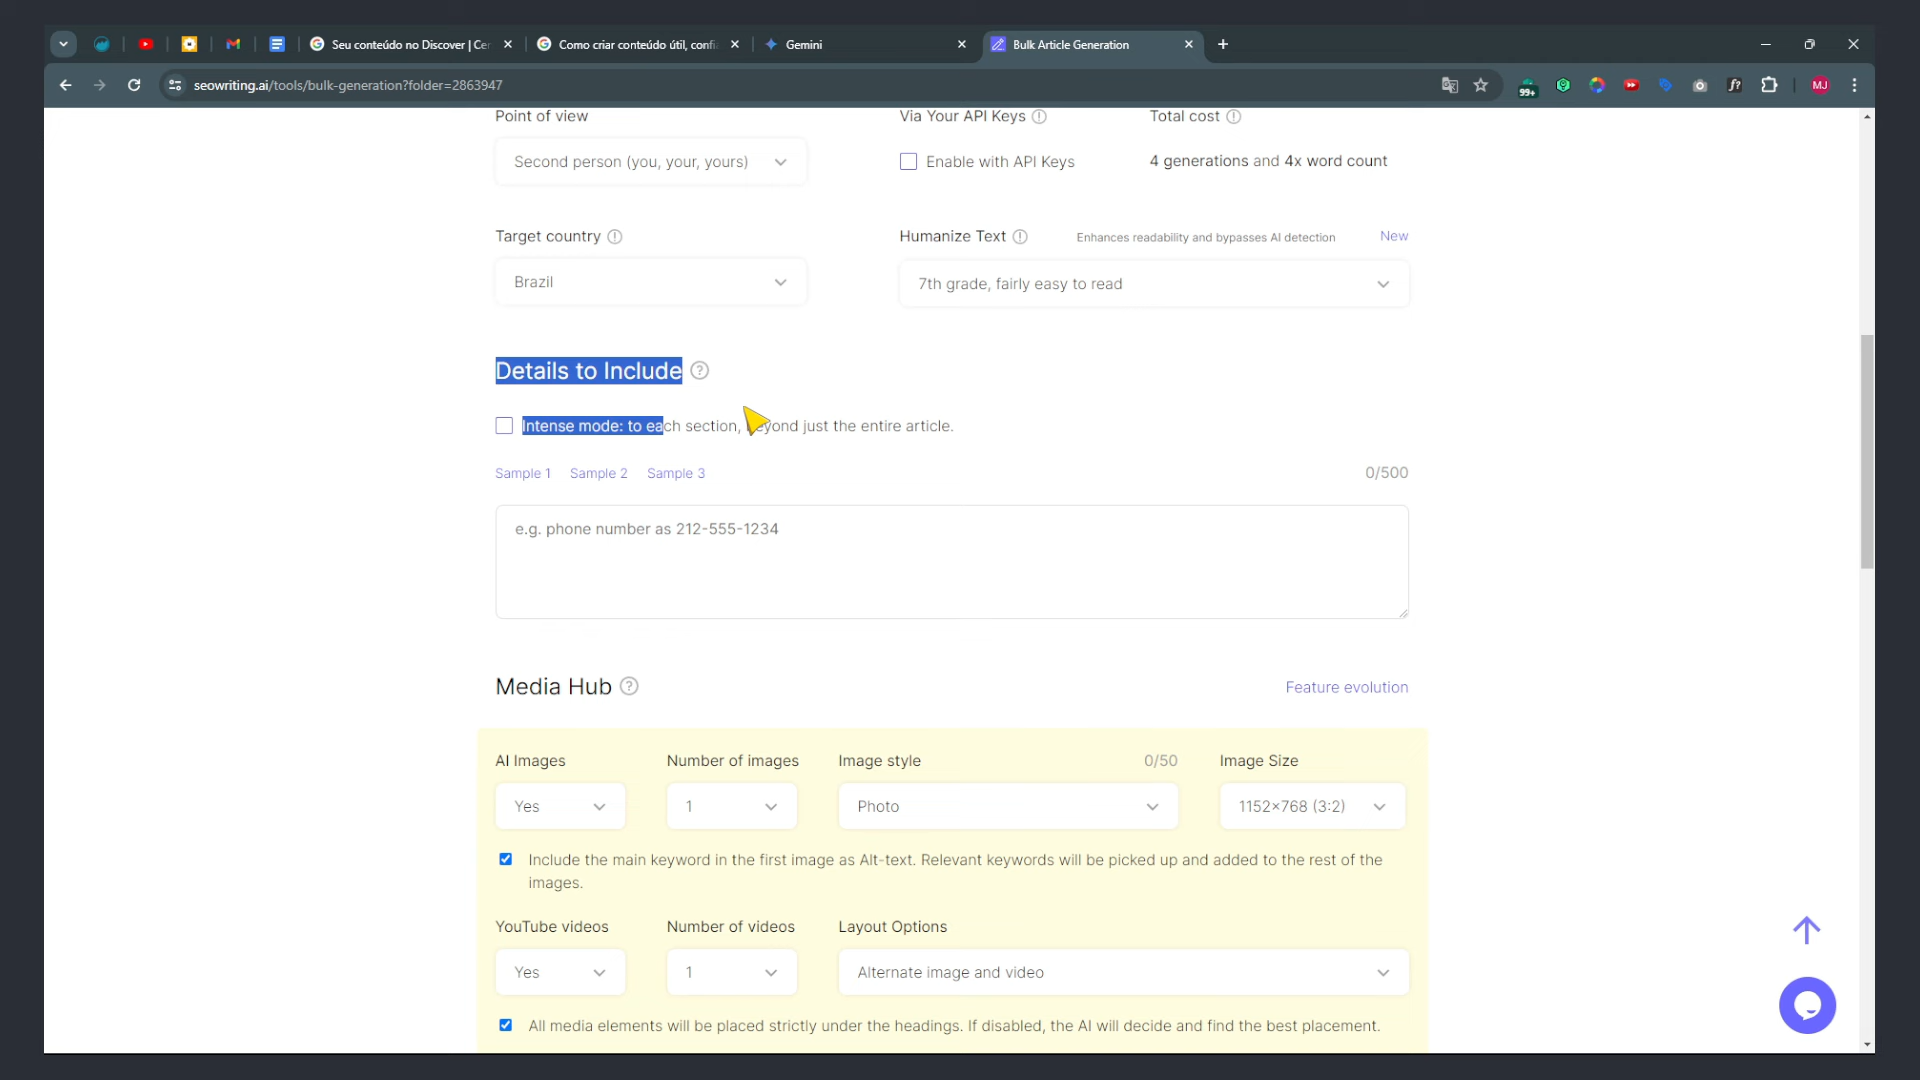 Seu conteúdo no Discover | Cer
Como criar conteúdo útil, confi
Gemini
Bulk Article Generation
seowriting.ai/tools/bulk-generation?folder=2863947
99+
f?
MJ
Point of view
Via Your API Keys
Total cost
Second person (you, your, yours)
Enable with API Keys
4 generations and 4x word count
Target country
Humanize Text
Enhances readability and bypasses AI detection
New
Brazil
7th grade, fairly easy to read
Details to Include
Intense mode: to each section, beyond just the entire article.
Sample 1 Sample 2 Sample 3
0/500
e.g. phone number as 212-555-1234
Media Hub
Feature evolution
AI Images
Number of images
Image style
0/50
Image Size
Yes
1
Photo
1152×768 (3:2)
Include the main keyword in the first image as Alt-text. Relevant keywords will be picked up and added to the rest of the
images.
YouTube videos
Number of videos
Layout Options
Yes
1
Alternate image and video
All media elements will be placed strictly under the headings. If disabled, the AI will decide and find the best placement.